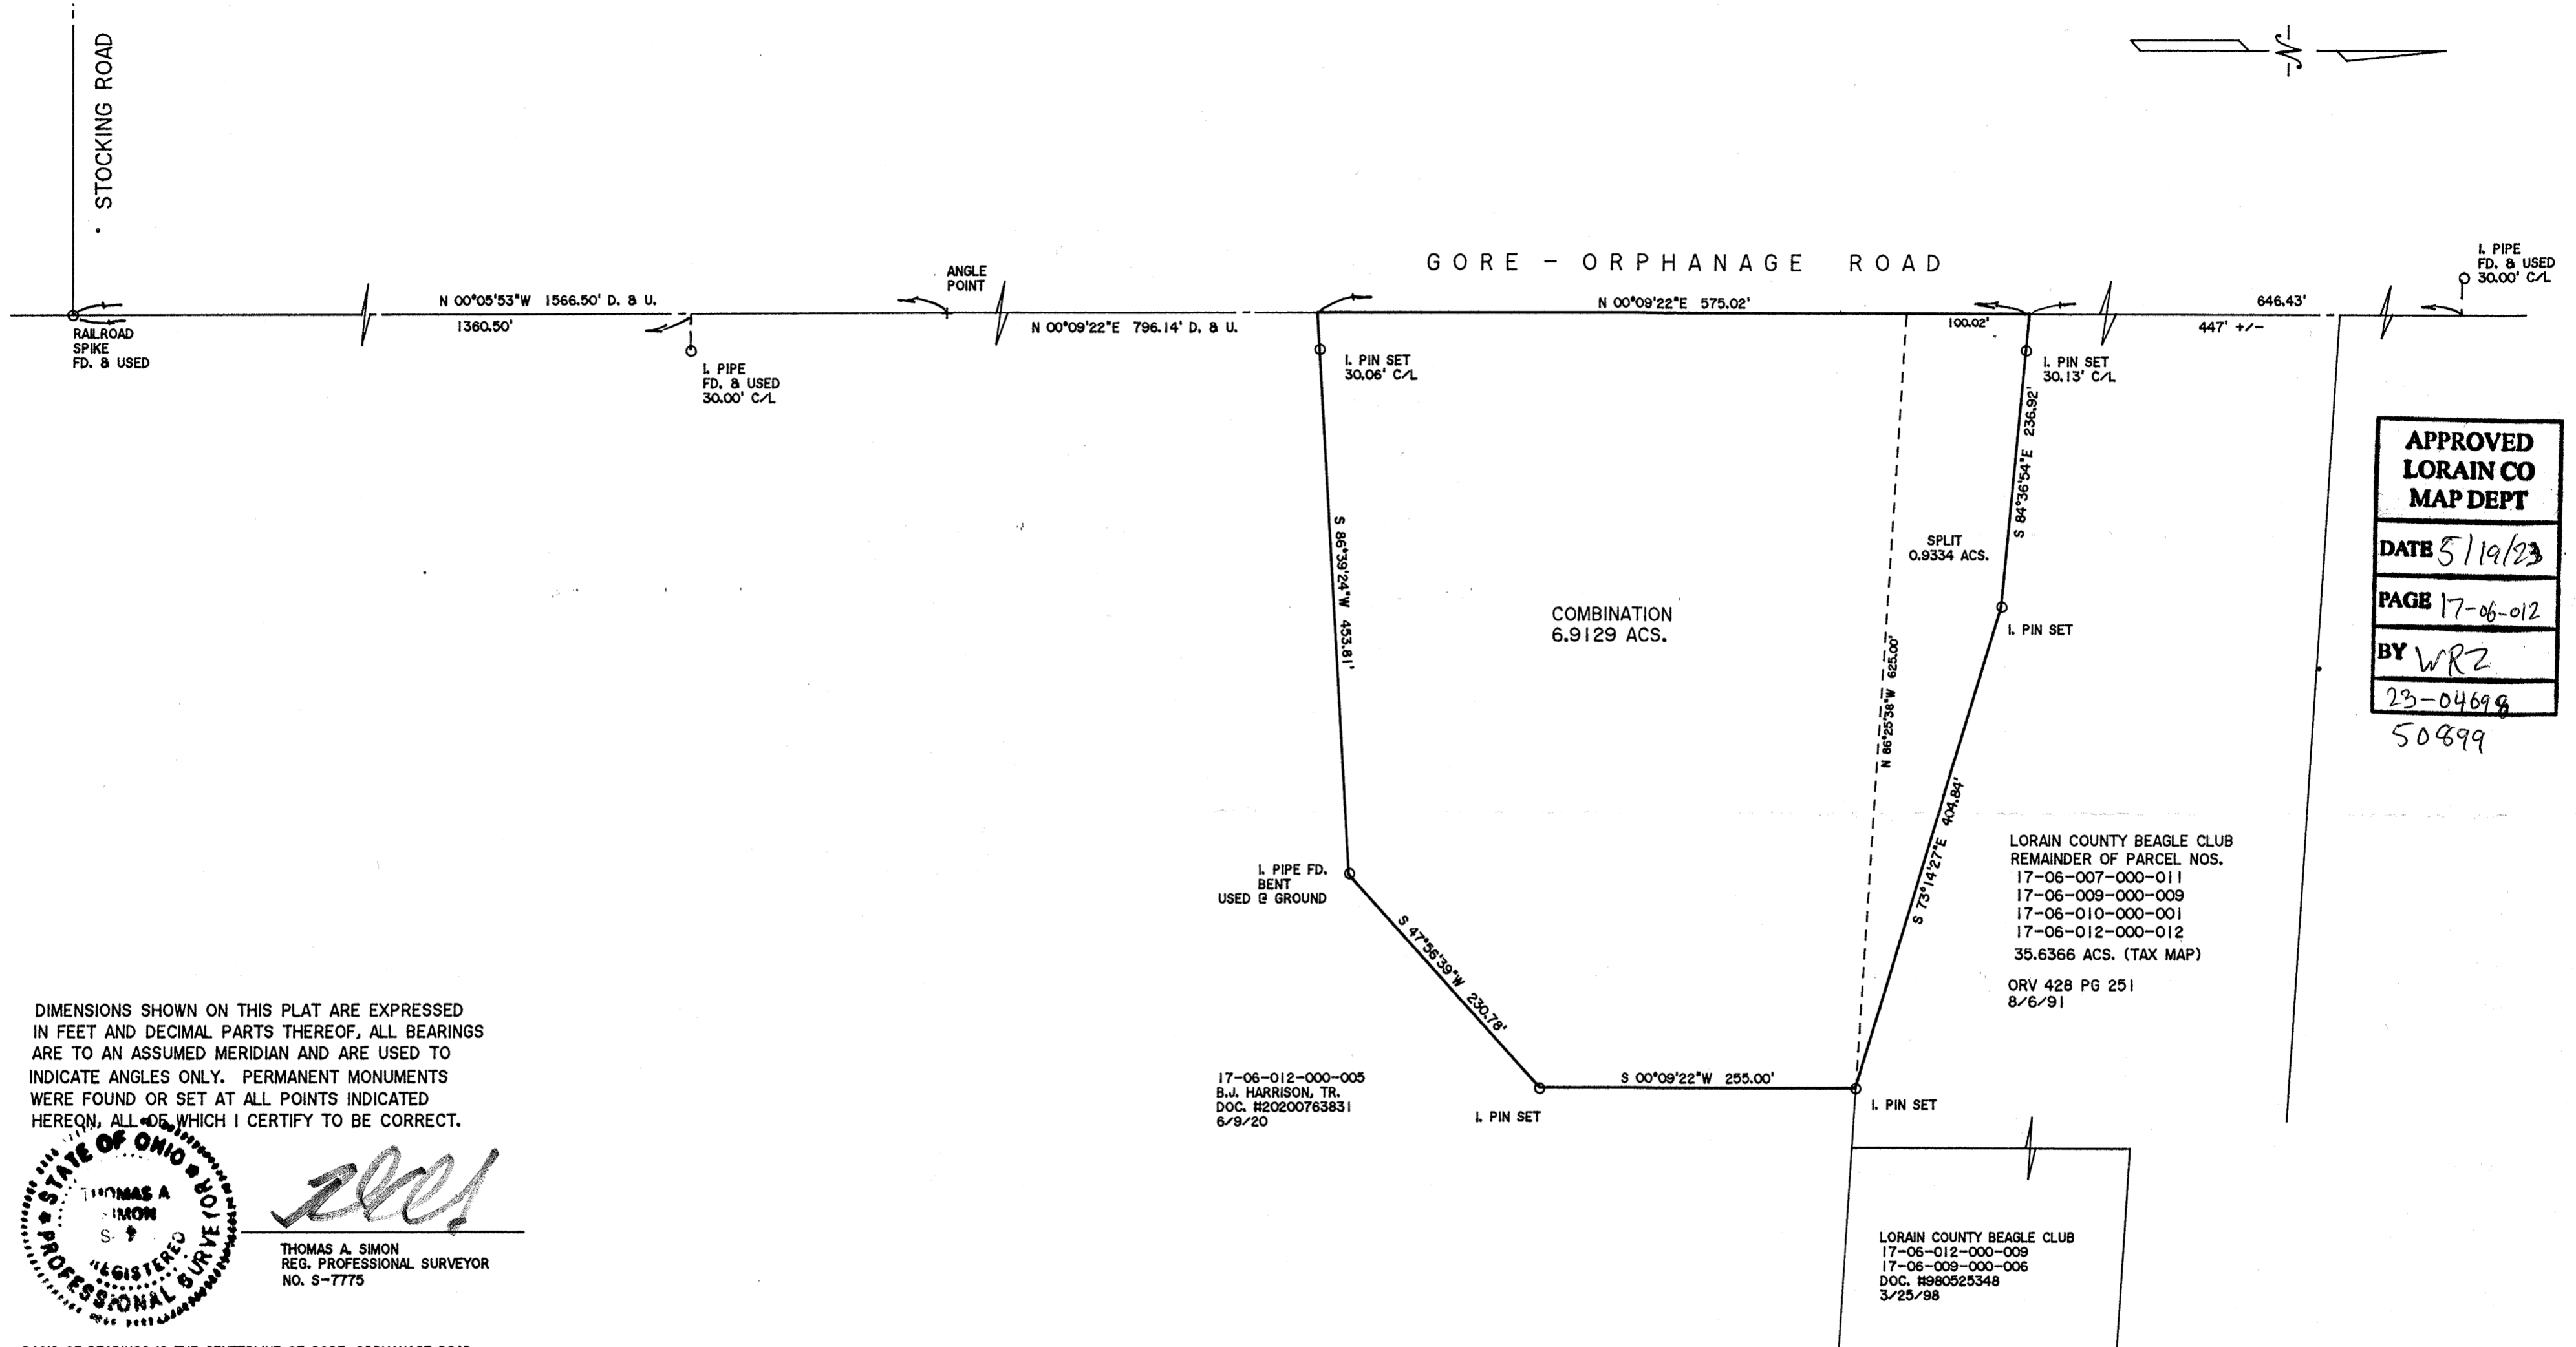 STOCKING ROAD
GORE - ORPHANAGE ROAD
RAILROAD
SPIKE
FD. & USED
N 00°05'53"W 1566.50' D. & U.
1360.50'
I. PIPE
FD. & USED
30.00' C/L
ANGLE
POINT
N 00°09'22"E 796.14' D. & U.
N 00°09'22"E 575.02'
100.02'
646.43'
447' +/-
I. PIPE
FD. & USED
30.00' C/L
I. PIN SET
30.06' C/L
I. PIN SET
30.13' C/L
S 86°39'24"W 453.81'
S 84°36'54"E 236.92'
SPLIT
0.9334 ACS.
COMBINATION
6.9129 ACS.
N 86°25'38"W 625.00'
I. PIN SET
S 73°14'27"E 404.84'
APPROVED
LORAIN CO
MAP DEPT
DATE 5/19/23
PAGE 17-06-012
BY WRZ
23-04698
50899
I. PIPE FD.
BENT
USED @ GROUND
S 47°56'39"W 230.78'
LORAIN COUNTY BEAGLE CLUB
REMAINDER OF PARCEL NOS.
17-06-007-000-011
17-06-009-000-009
17-06-010-000-001
17-06-012-000-012
35.6366 ACS. (TAX MAP)
ORV 428 PG 251
8/6/91
17-06-012-000-005
B.J. HARRISON, TR.
DOC. #20200763831
6/9/20
S 00°09'22"W 255.00'
I. PIN SET
I. PIN SET
LORAIN COUNTY BEAGLE CLUB
17-06-012-000-009
17-06-009-000-006
DOC. #980525348
3/25/98
DIMENSIONS SHOWN ON THIS PLAT ARE EXPRESSED
IN FEET AND DECIMAL PARTS THEREOF, ALL BEARINGS
ARE TO AN ASSUMED MERIDIAN AND ARE USED TO
INDICATE ANGLES ONLY. PERMANENT MONUMENTS
WERE FOUND OR SET AT ALL POINTS INDICATED
HEREON, ALL OF WHICH I CERTIFY TO BE CORRECT.
STATE OF OHIO
THOMAS A
SIMON
S-
REGISTERED
PROFESSIONAL SURVEYOR
THOMAS A. SIMON
REG. PROFESSIONAL SURVEYOR
NO. S-7775